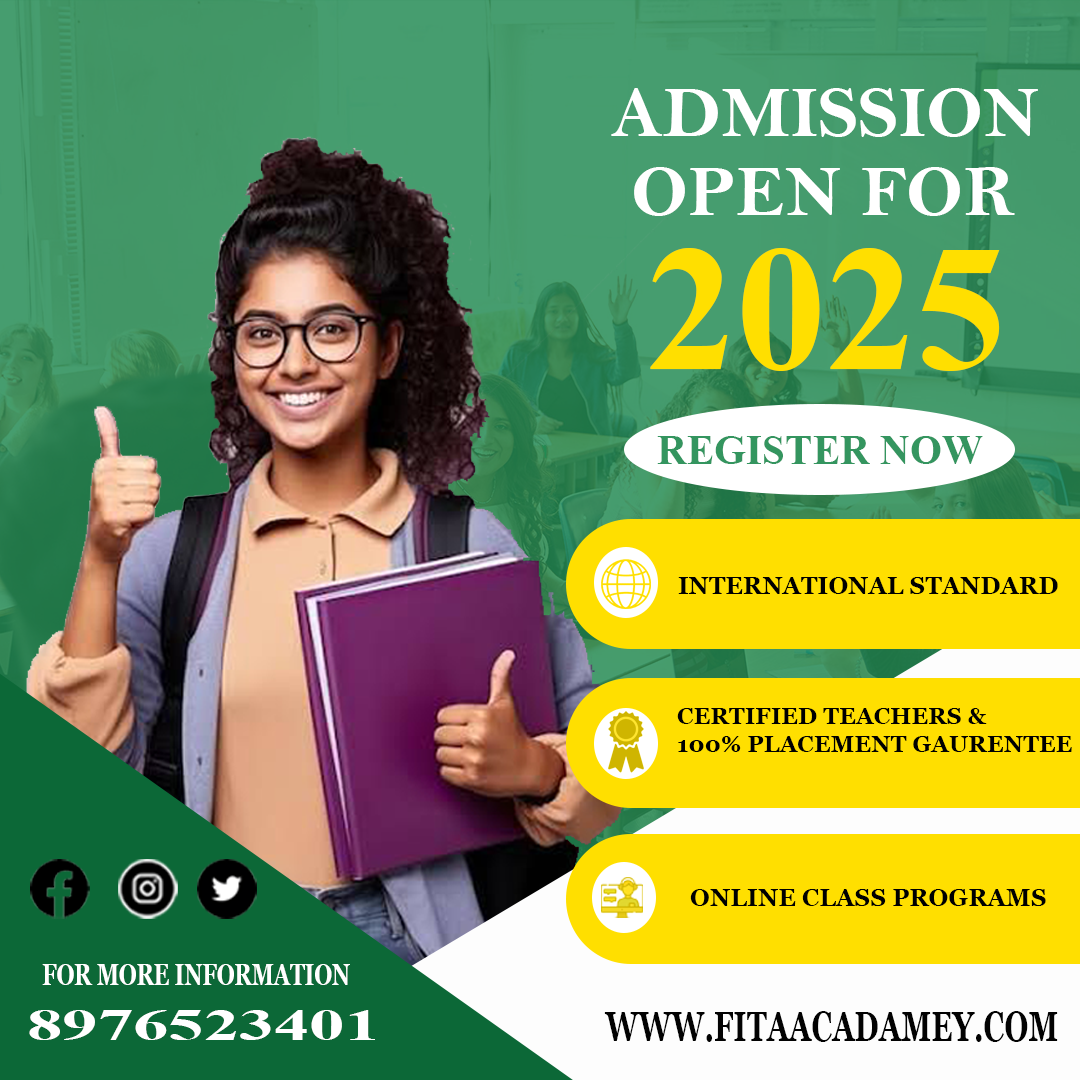 ADMISSION
OPEN FOR
2025
REGISTER NOW
INTERNATIONAL STANDARD
CERTIFIED TEACHERS &
100% PLACEMENT GAURENTEE
ONLINE CLASS PROGRAMS
FOR MORE INFORMATION
8976523401
WWW.FITAACADAMEY.COM